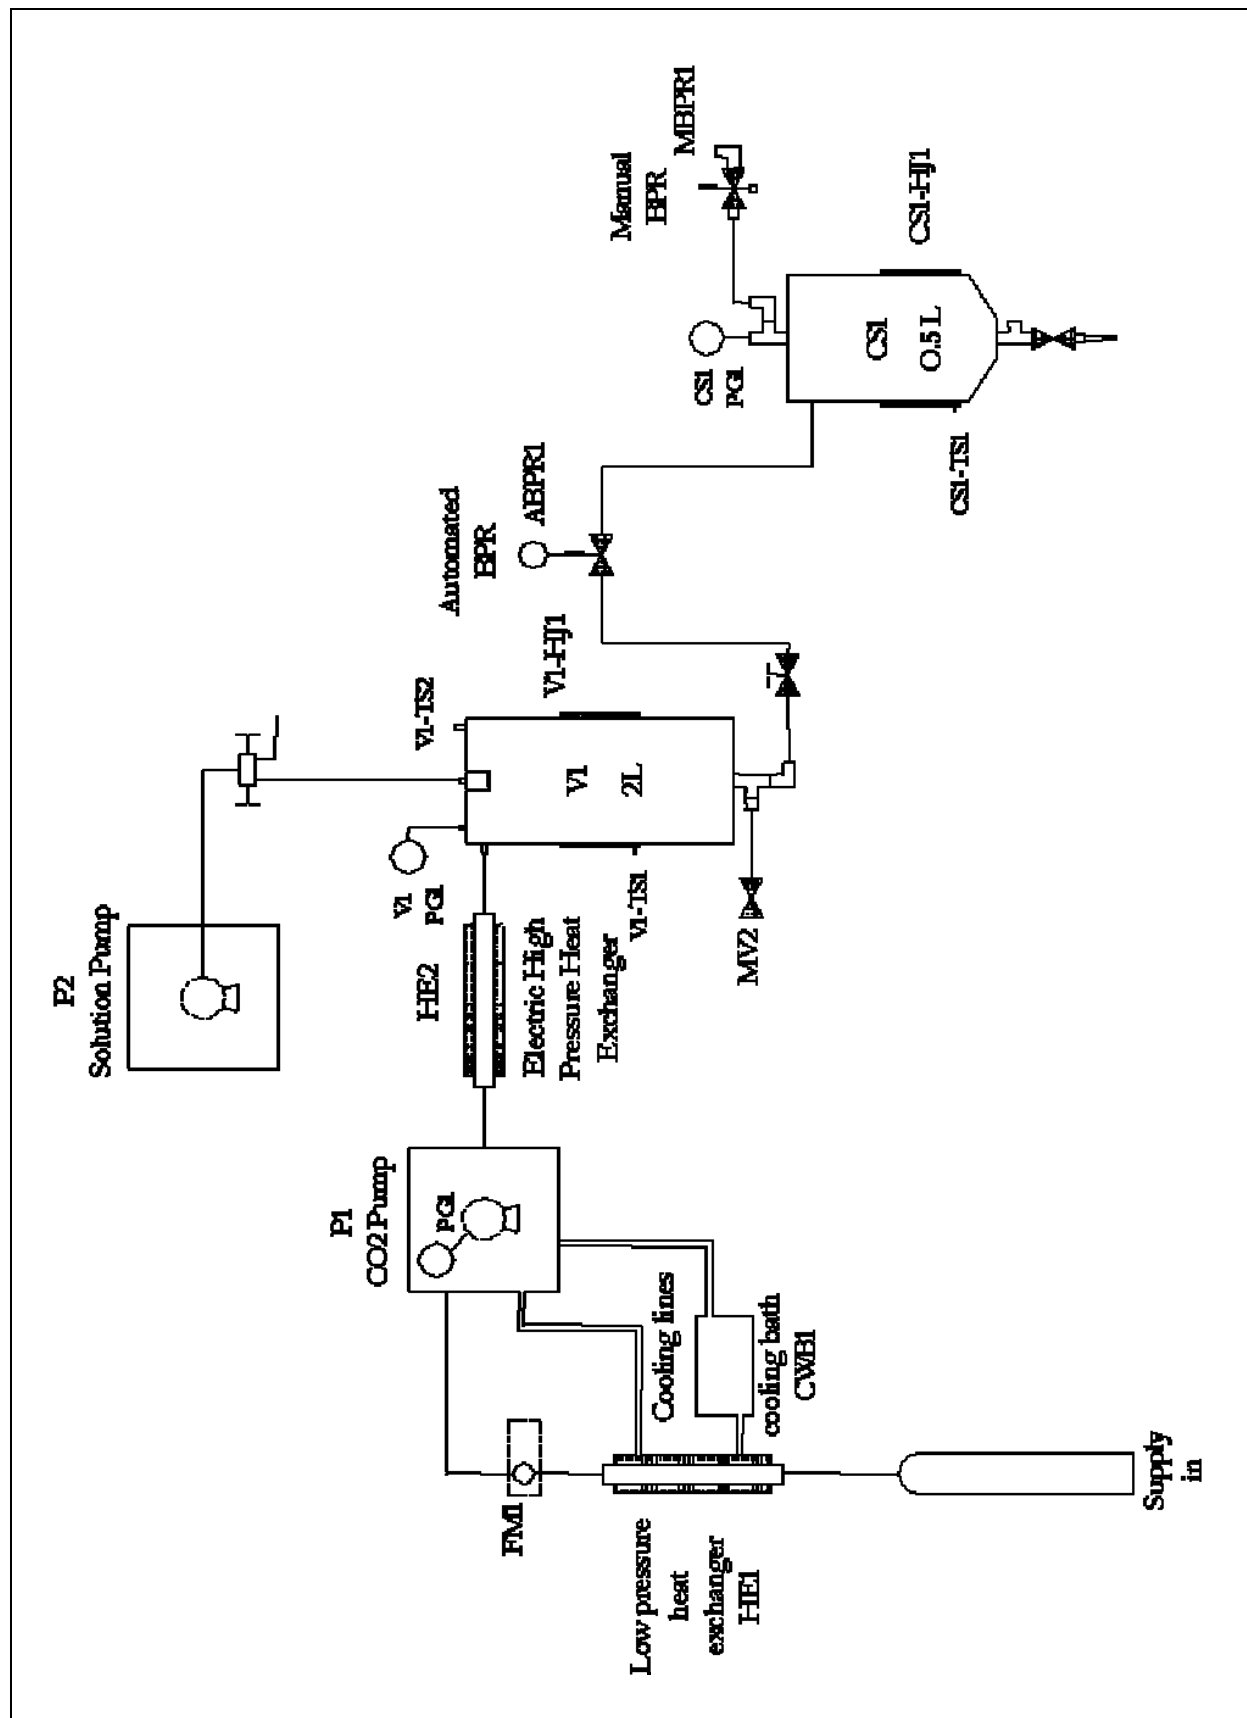 P2
Solution Pump
P1
CO2 Pump
PG1
FM1
Low pressure
heat
exchanger
HE1
Cooling lines
cooling bath
CWB1
Supply
in
HE2
Electric High
Pressure Heat
Exchanger
V1
PG1
V1-TS2
V1
2L
V1-TS1
V1-HJ1
MV2
Automated
BPR
ABPR1
CS1
PG1
Manual
BPR
MBPR1
CS1
O.5 L
CS1-TS1
CS1-HJ1